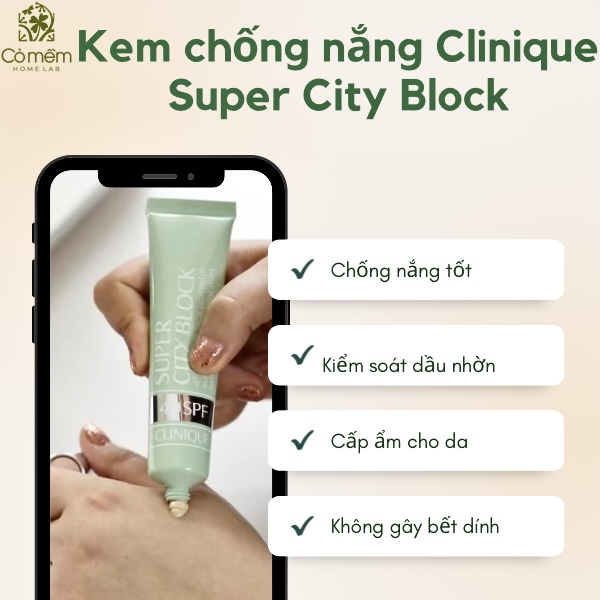 Cỏ mềm
HOME LAB
Kem chống nắng Clinique
Super City Block
SUPER
CITY BLOCK
SPF
CLINIQUE
Chống nắng tốt
Kiểm soát dầu nhờn
Cấp ẩm cho da
Không gây bết dính